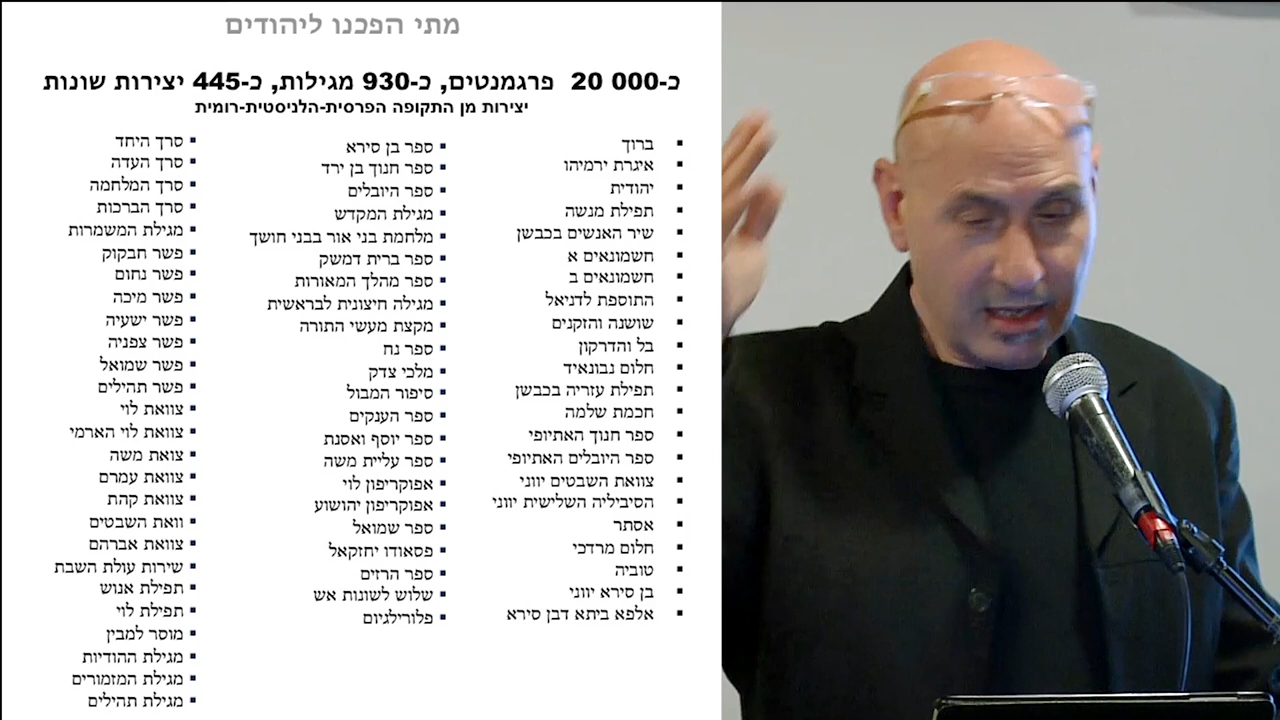 מתי הפכנו ליהודים
כ-000 20 פרגמנטים, כ-930 מגילות, כ-445 יצירות שונות
יצירות מן התקופה הפרסית-הלניסטית-רומית
ברוך
איגרת ירמיהו
יהודית
תפילת מנשה
שיר האנשים בכבשן
חשמונאים א
חשמונאים ב
התוספת לדניאל
שושנה והזקנים
בל והדרקון
חלום נבונאיד
תפילת עזריה בכבשן
חכמת שלמה
ספר חנוך האתיופי
ספר היובלים האתיופי
צוואת השבטים יווני
הסיביליה השלישית יווני
אסתר
חלום מרדכי
טוביה
בן סירא יווני
אלפא ביתא דבן סירא
ספר בן סירא
ספר חנוך בן ירד
ספר היובלים
מגילת המקדש
מלחמת בני אור בבני חושך
ספר ברית דמשק
ספר מהלך המאורות
מגילה חיצונית לבראשית
מקצת מעשי התורה
ספר נח
מלכי צדק
סיפור המבול
ספר הענקים
ספר יוסף ואסנת
ספר עליית משה
אפוקריפון לוי
אפוקריפון יהושוע
ספר שמואל
פסאודו יחזקאל
ספר הרזים
שלוש לשונות אש
פלורילגיום
סרך היחד
סרך העדה
סרך המלחמה
סרך הברכות
מגילת המשמרות
פשר חבקוק
פשר נחום
פשר מיכה
פשר ישעיה
פשר צפניה
פשר שמואל
פשר תהילים
צוואת לוי
צוואת לוי הארמי
צואת משה
צוואת עמרם
צוואת קהת
וואת השבטים
צוואת אברהם
שירות עולת השבת
תפילת אנוש
תפילת לוי
מוסר למבין
מגילת ההודיות
מגילת המזמורים
מגילת תהילים